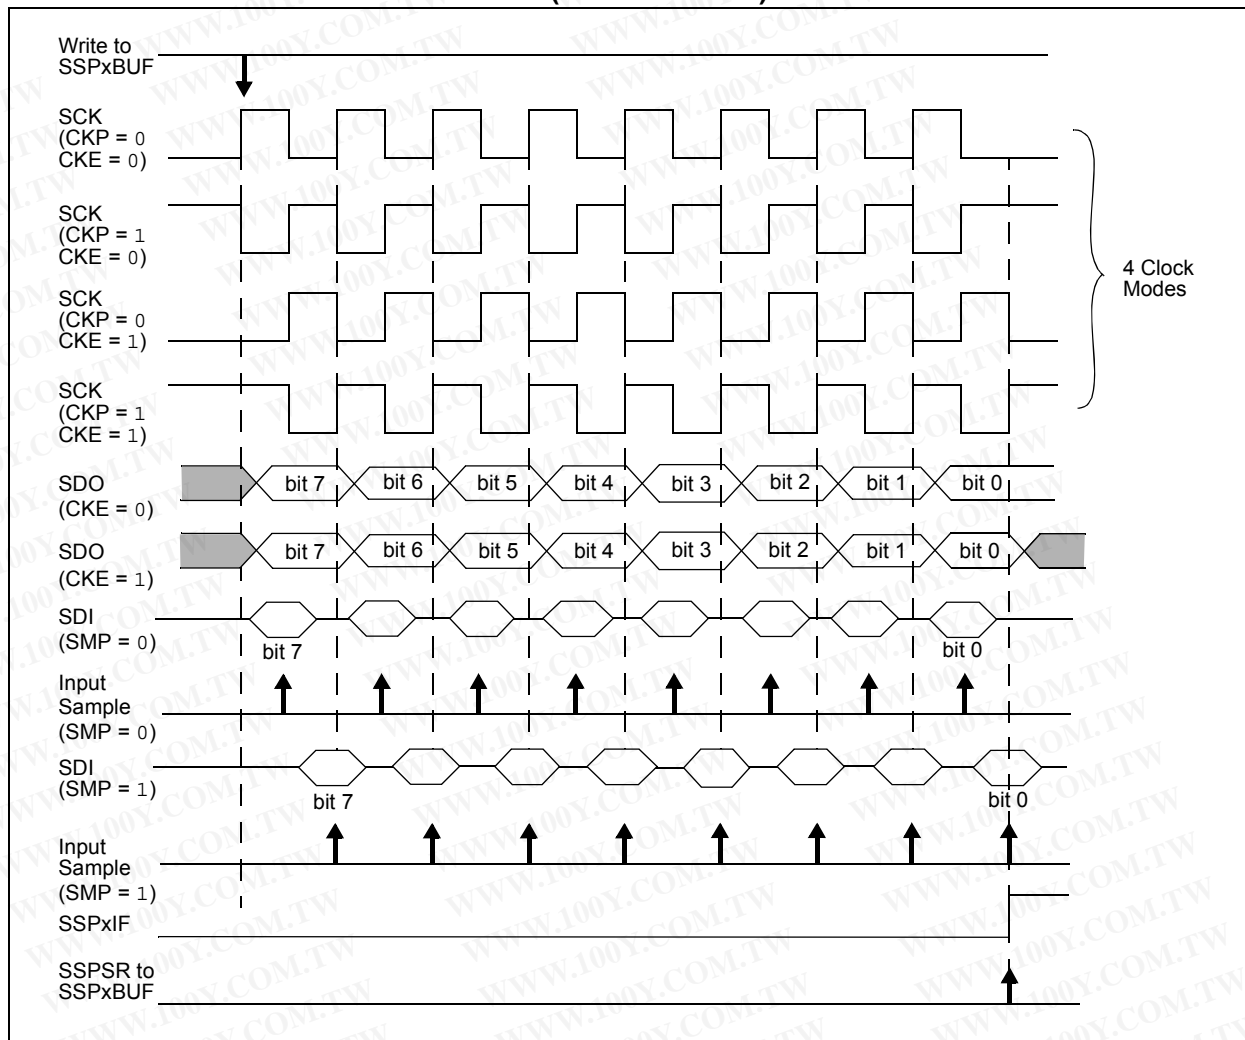 Write to
SSPxBUF
SCK
(CKP = 0
CKE = 0)
SCK
(CKP = 1
CKE = 0)
SCK
(CKP = 0
CKE = 1)
SCK
(CKP = 1
CKE = 1)
4 Clock
Modes
SDO
(CKE = 0)
bit 7 bit 6 bit 5 bit 4 bit 3 bit 2 bit 1 bit 0
SDO
(CKE = 1)
bit 7 bit 6 bit 5 bit 4 bit 3 bit 2 bit 1 bit 0
SDI
(SMP = 0)
bit 7 bit 0
Input
Sample
(SMP = 0)
SDI
(SMP = 1)
bit 7 bit 0
Input
Sample
(SMP = 1)
SSPxIF
SSPSR to
SSPxBUF
WWW.100Y.COM.TW